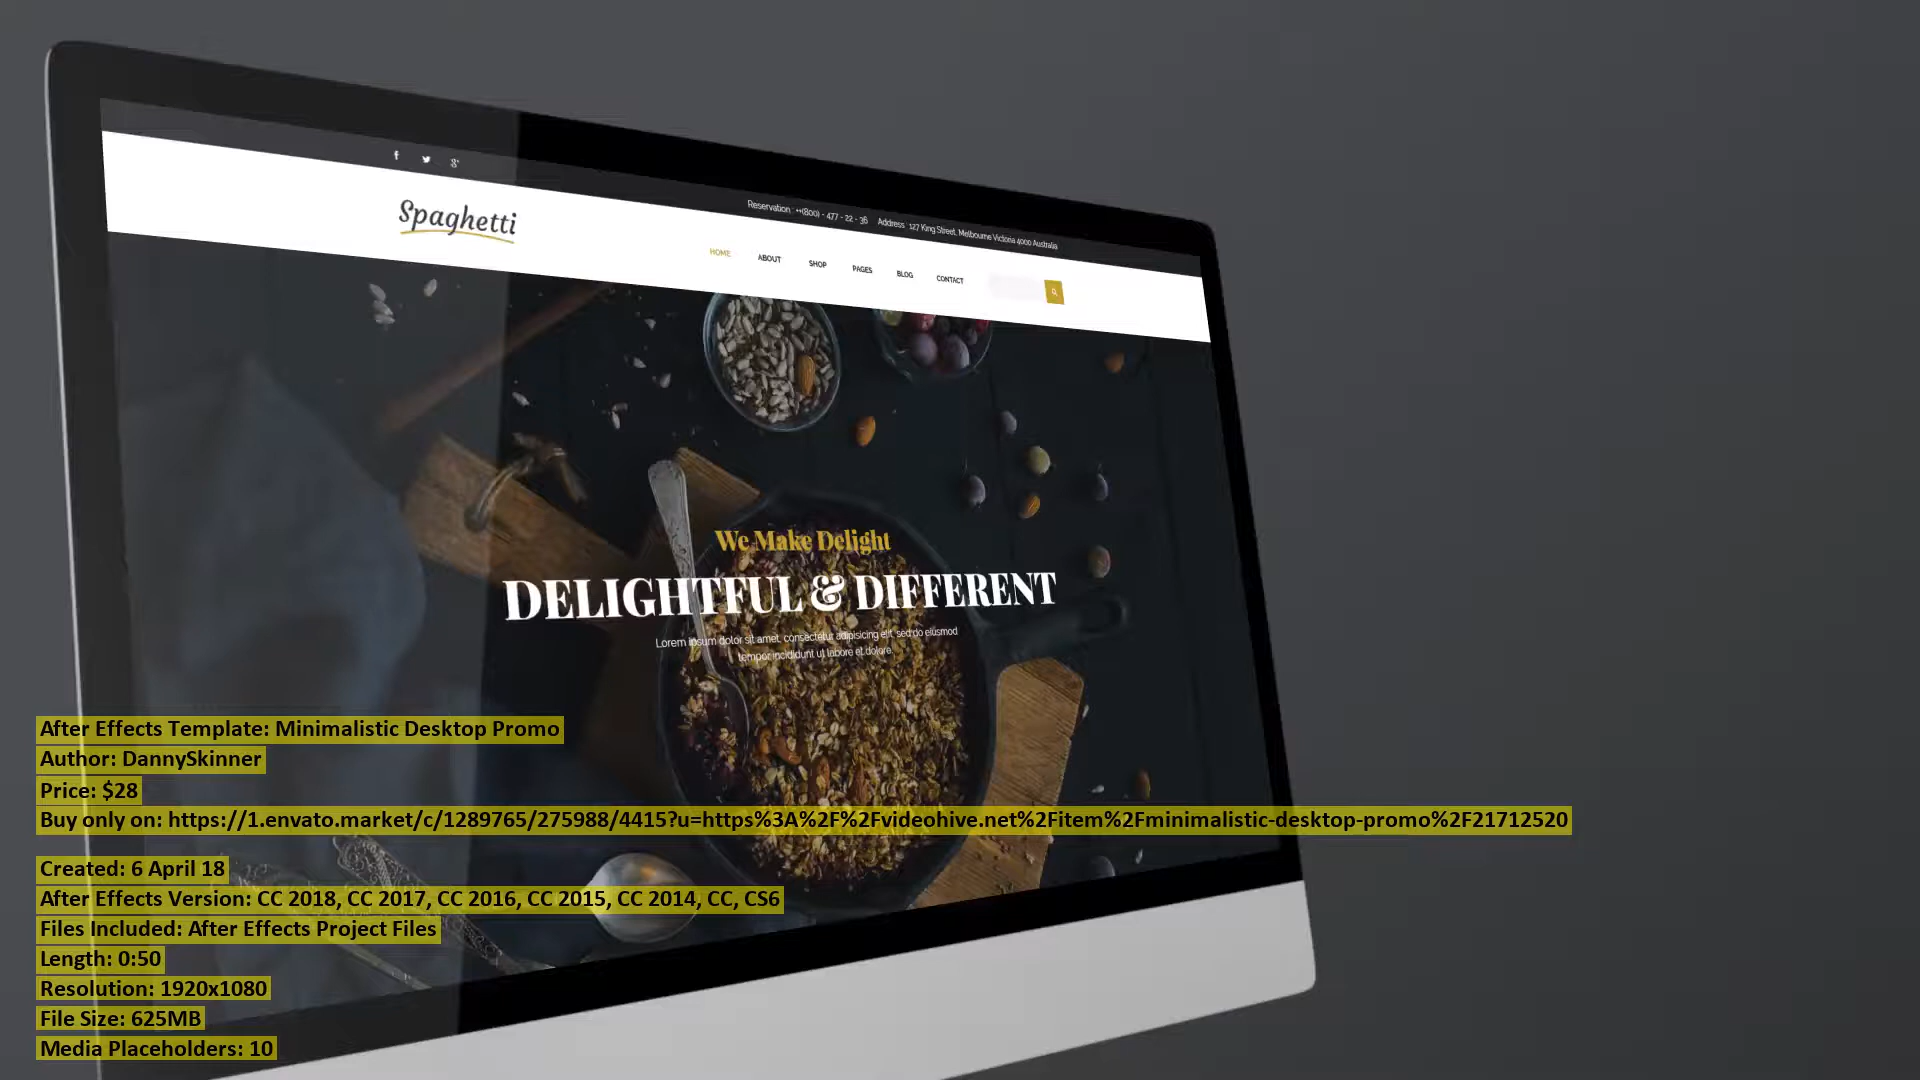 Reservation : ++(800) - 477 - 22 - 36 Address : 127 King Street, Melbourne Victoria 4000 Australia
Spaghetti
HOME ABOUT SHOP PAGES BLOG CONTACT
We Make Delight
DELIGHTFUL & DIFFERENT
Lorem ipsum dolor sit amet, consectetur adipisicing elit, sed do eiusmod
tempor incididunt ut labore et dolore.
After Effects Template: Minimalistic Desktop Promo
Author: DannySkinner
Price: $28
Buy only on: https://1.envato.market/c/1289765/275988/4415?u=https%3A%2F%2Fvideohive.net%2Fitem%2Fminimalistic-desktop-promo%2F21712520
Created: 6 April 18
After Effects Version: CC 2018, CC 2017, CC 2016, CC 2015, CC 2014, CC, CS6
Files Included: After Effects Project Files
Length: 0:50
Resolution: 1920x1080
File Size: 625MB
Media Placeholders: 10